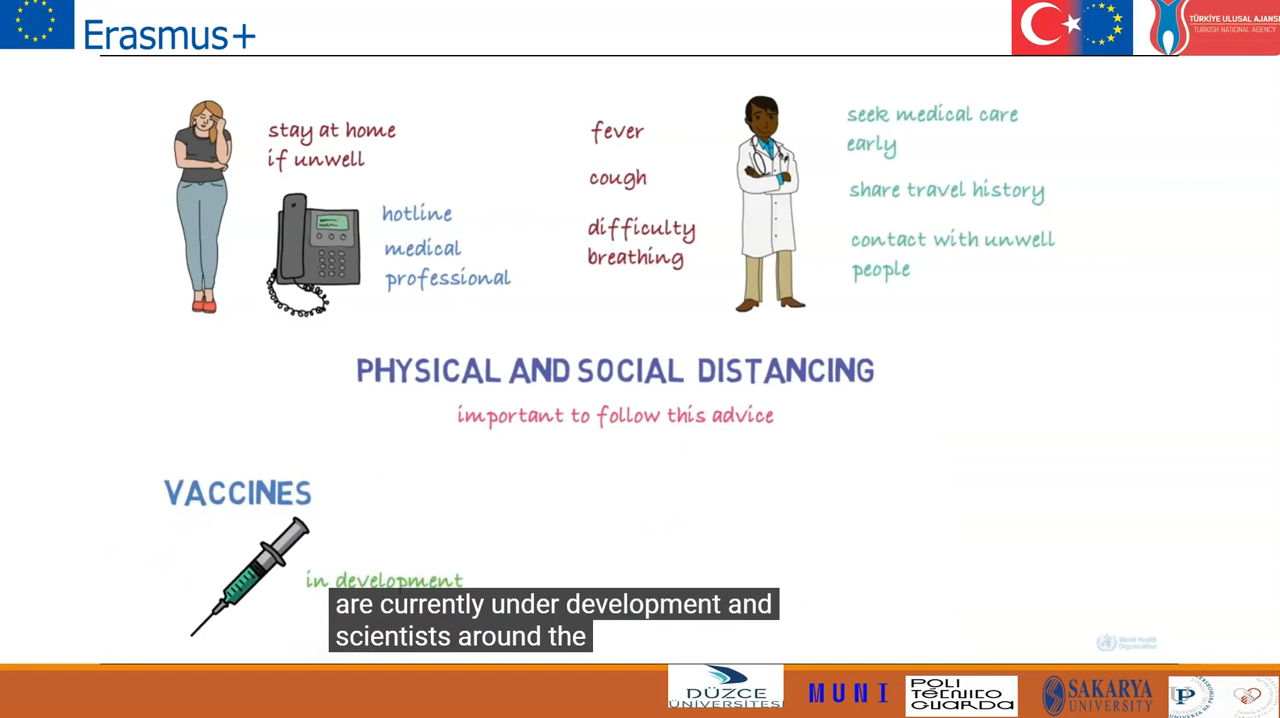 Erasmus+
TÜRKİYE ULUSAL AJANSI
TURKISH NATIONAL AGENCY
stay at home
if unwell
hotline
medical
professional
fever
cough
difficulty
breathing
seek medical care
early
share travel history
contact with unwell
people
PHYSICAL AND SOCIAL DISTANCING
important to follow this advice
VACCINES
in development
are currently under development and
scientists around the
World Health
Organization
DÜZCE
ÜNİVERSİTESİ
MUNI
POLI
TÉCNICO
GUARDA
SAKARYA
UNIVERSITY